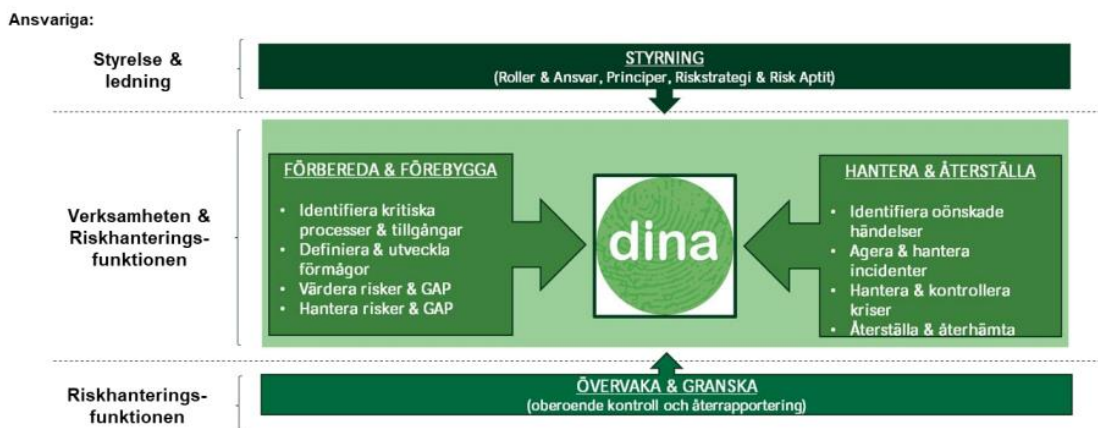 Ansvariga:
Styrelse &
ledning
STYRNING
(Roller & Ansvar, Principer, Riskstrategi & Risk Aptit)
Verksamheten &
Riskhanterings-
funktionen
FÖRBEREDA & FÖREBYGGA
• Identifiera kritiska
processer & tillgångar
• Definiera & utveckla
förmågor
• Värdera risker & GAP
• Hantera risker & GAP
dina
HANTERA & ÅTERSTÄLLA
• Identifiera oönskade
händelser
• Agera & hantera
incidenter
• Hantera & kontrollera
kriser
• Återställa & återhämta
Riskhanterings-
funktionen
ÖVERVAKA & GRANSKA
(oberoende kontroll och återrapportering)